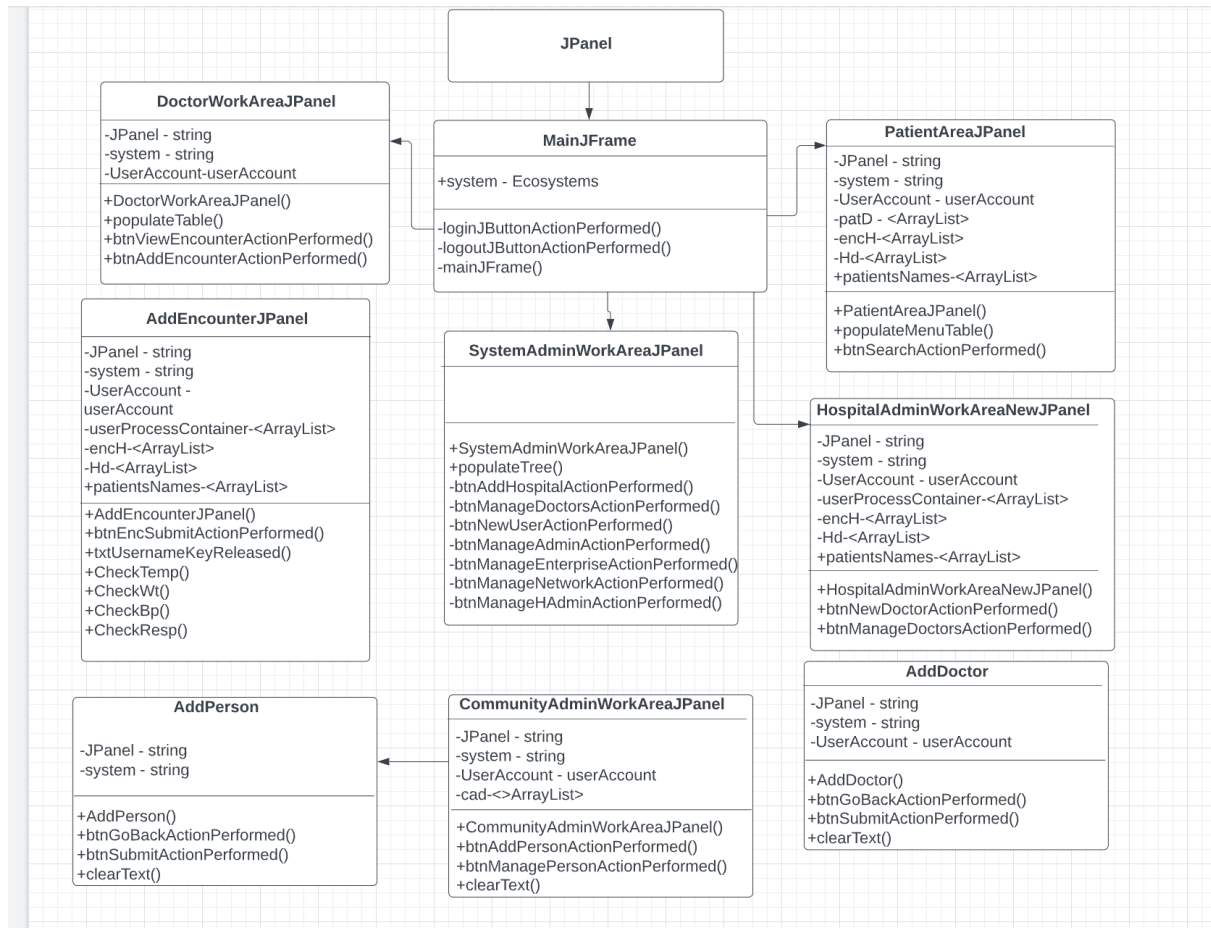 JPanel
DoctorWorkAreaJPanel
-JPanel - string
-system - string
-UserAccount-userAccount
+DoctorWorkAreaJPanel()
+populateTable()
+btnViewEncounterActionPerformed()
+btnAddEncounterActionPerformed()
MainJFrame
+system - Ecosystems
-loginJButtonActionPerformed()
-logoutJButtonActionPerformed()
-mainJFrame()
PatientAreaJPanel
-JPanel - string
-system - string
-UserAccount - userAccount
-patD - <ArrayList>
-encH-<ArrayList>
-Hd-<ArrayList>
+patientsNames-<ArrayList>
+PatientAreaJPanel()
+populateMenuTable()
+btnSearchActionPerformed()
AddEncounterJPanel
-JPanel - string
-system - string
-UserAccount -
userAccount
-userProcessContainer-<ArrayList>
-encH-<ArrayList>
-Hd-<ArrayList>
+patientsNames-<ArrayList>
+AddEncounterJPanel()
+btnEncSubmitActionPerformed()
+txtUsernameKeyReleased()
+CheckTemp()
+CheckWt()
+CheckBp()
+CheckResp()
SystemAdminWorkAreaJPanel
+SystemAdminWorkAreaJPanel()
+populateTree()
-btnAddHospitalActionPerformed()
-btnManageDoctorsActionPerformed()
-btnNewUserActionPerformed()
-btnManageAdminActionPerformed()
-btnManageEnterpriseActionPerformed()
-btnManageNetworkActionPerformed()
-btnManageHAdminActionPerformed()
HospitalAdminWorkAreaNewJPanel
-JPanel - string
-system - string
-UserAccount - userAccount
-userProcessContainer-<ArrayList>
-encH-<ArrayList>
-Hd-<ArrayList>
+patientsNames-<ArrayList>
+HospitalAdminWorkAreaNewJPanel()
+btnNewDoctorActionPerformed()
+btnManageDoctorsActionPerformed()
AddPerson
-JPanel - string
-system - string
+AddPerson()
+btnGoBackActionPerformed()
+btnSubmitActionPerformed()
+clearText()
CommunityAdminWorkAreaJPanel
-JPanel - string
-system - string
-UserAccount - userAccount
-cad-<>ArrayList>
+CommunityAdminWorkAreaJPanel()
+btnAddPersonActionPerformed()
+btnManagePersonActionPerformed()
+clearText()
AddDoctor
-JPanel - string
-system - string
-UserAccount - userAccount
+AddDoctor()
+btnGoBackActionPerformed()
+btnSubmitActionPerformed()
+clearText()